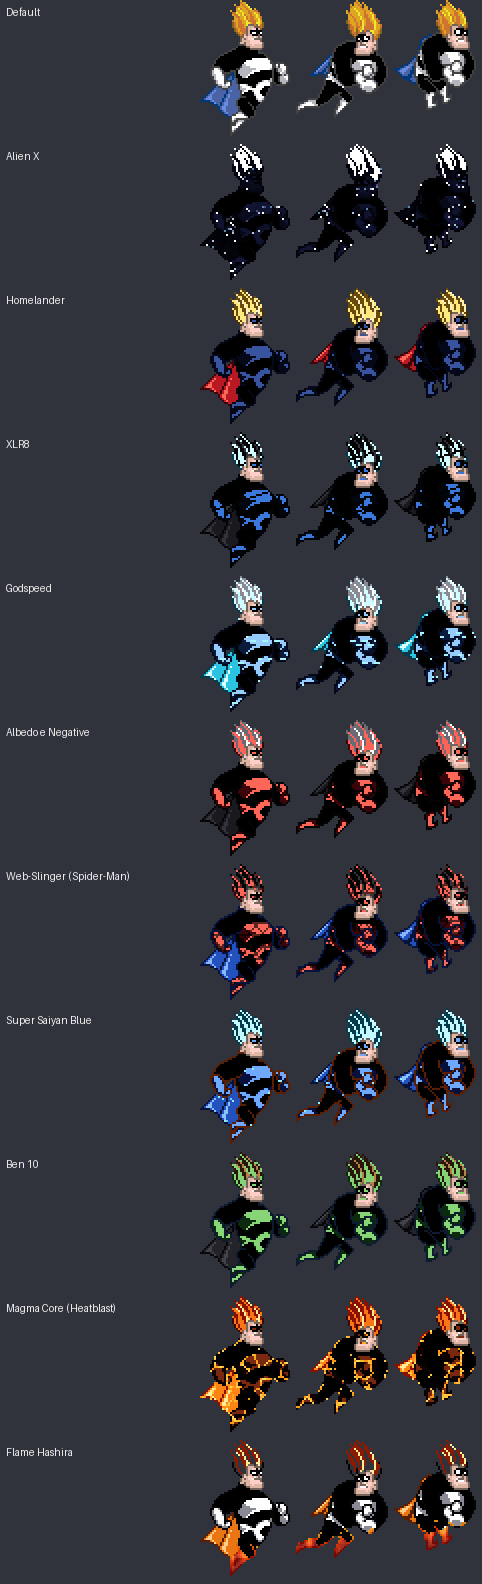 Default
Alien X
Homelander
XLR8
Godspeed
Albedo e Negative
Web-Slinger (Spider-Man)
Super Saiyan Blue
Ben 10
Magma Core (Heatblast)
Flame Hashira